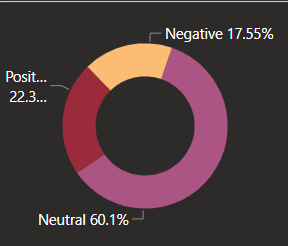 Negative 17.55%
Posit...
22.3...
Neutral 60.1%